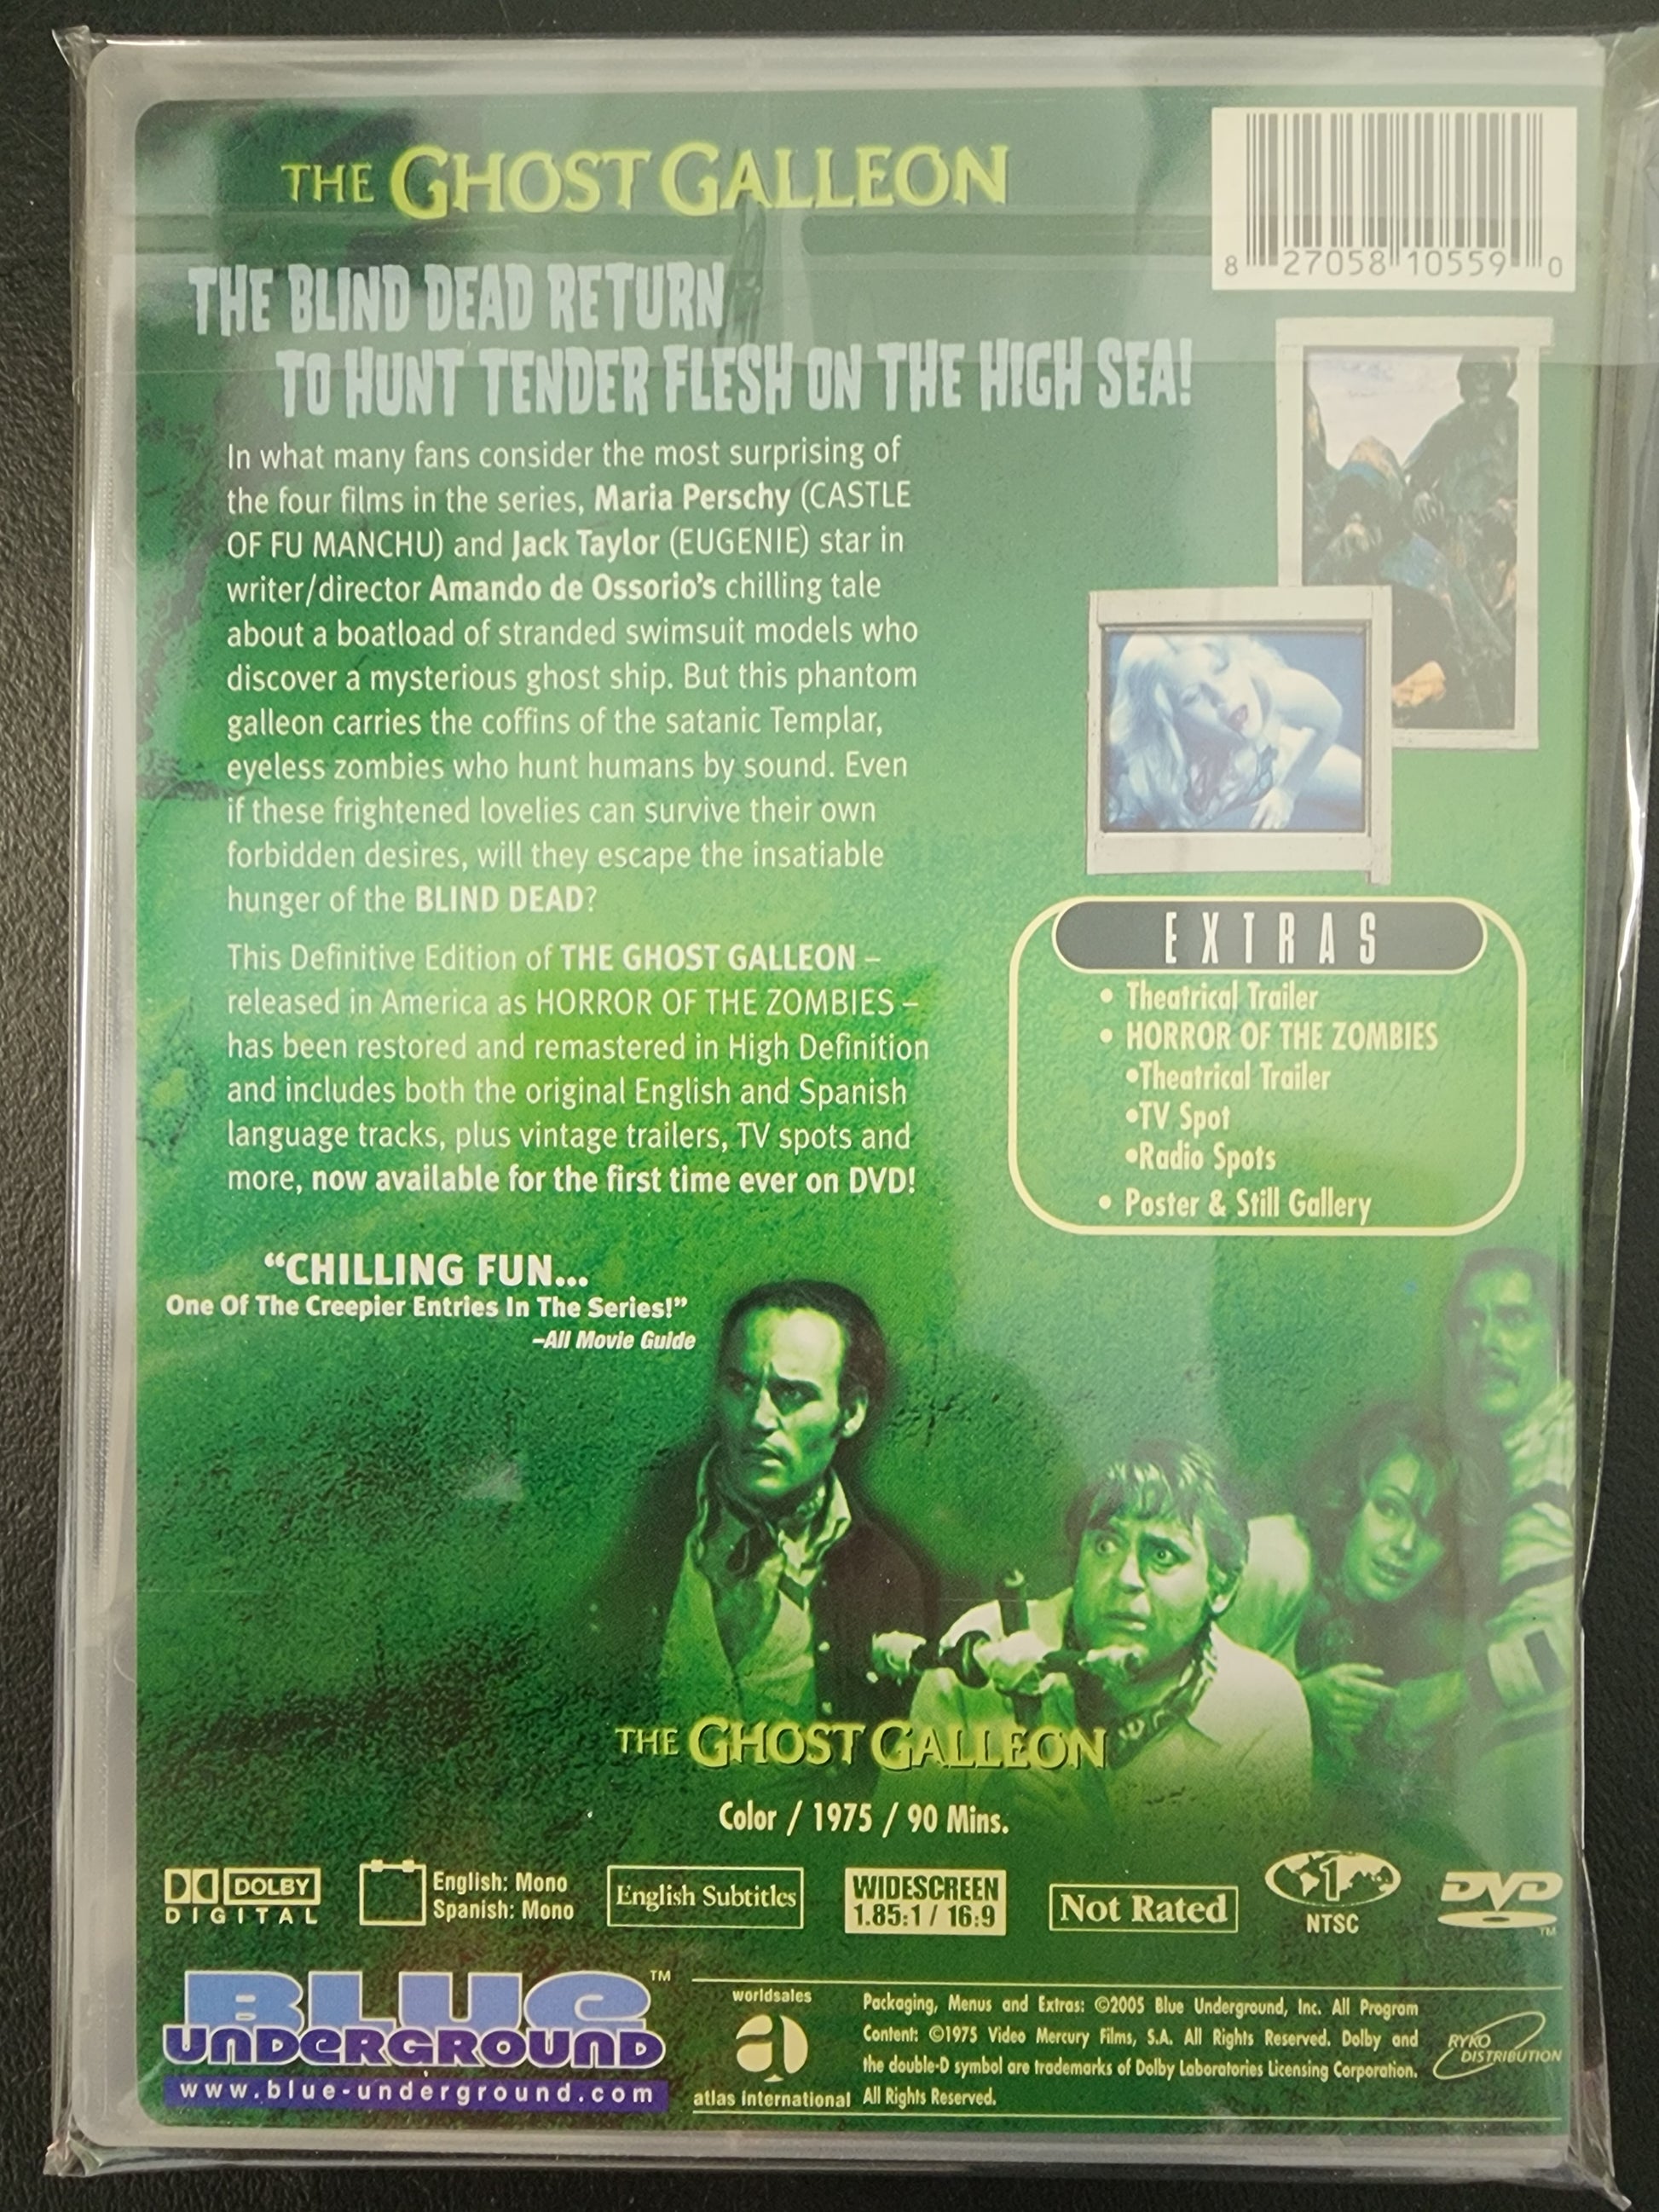 THE GHOST GALLEON
8 27058 10559 0
THE BLIND DEAD RETURN
TO HUNT TENDER FLESH ON THE HIGH SEA!
In what many fans consider the most surprising of
the four films in the series, Maria Perschy (CASTLE
OF FU MANCHU) and Jack Taylor (EUGENIE) star in
writer/director Amando de Ossorio's chilling tale
about a boatload of stranded swimsuit models who
discover a mysterious ghost ship. But this phantom
galleon carries the coffins of the satanic Templar,
eyeless zombies who hunt humans by sound. Even
if these frightened lovelies can survive their own
forbidden desires, will they escape the insatiable
hunger of the BLIND DEAD?
This Definitive Edition of THE GHOST GALLEON –
released in America as HORROR OF THE ZOMBIES –
has been restored and remastered in High Definition
and includes both the original English and Spanish
language tracks, plus vintage trailers, TV spots and
more, now available for the first time ever on DVD!
EXTRAS
• Theatrical Trailer
• HORROR OF THE ZOMBIES
•Theatrical Trailer
•TV Spot
•Radio Spots
• Poster & Still Gallery
“CHILLING FUN...
One Of The Creepier Entries In The Series!”
–All Movie Guide
THE GHOST GALLEON
Color / 1975 / 90 Mins.
DOLBY
DIGITAL
English: Mono
Spanish: Mono
English Subtitles
WIDESCREEN
1.85:1 / 16:9
Not Rated
1
NTSC
DVD™
BLUE™
UNDERGROUND
www.blue-underground.com
worldsales
a
atlas international
Packaging, Menus and Extras: ©2005 Blue Underground, Inc. All Program
Content: ©1975 Video Mercury Films, S.A. All Rights Reserved. Dolby and
the double-D symbol are trademarks of Dolby Laboratories Licensing Corporation.
All Rights Reserved.
RYKO
DISTRIBUTION